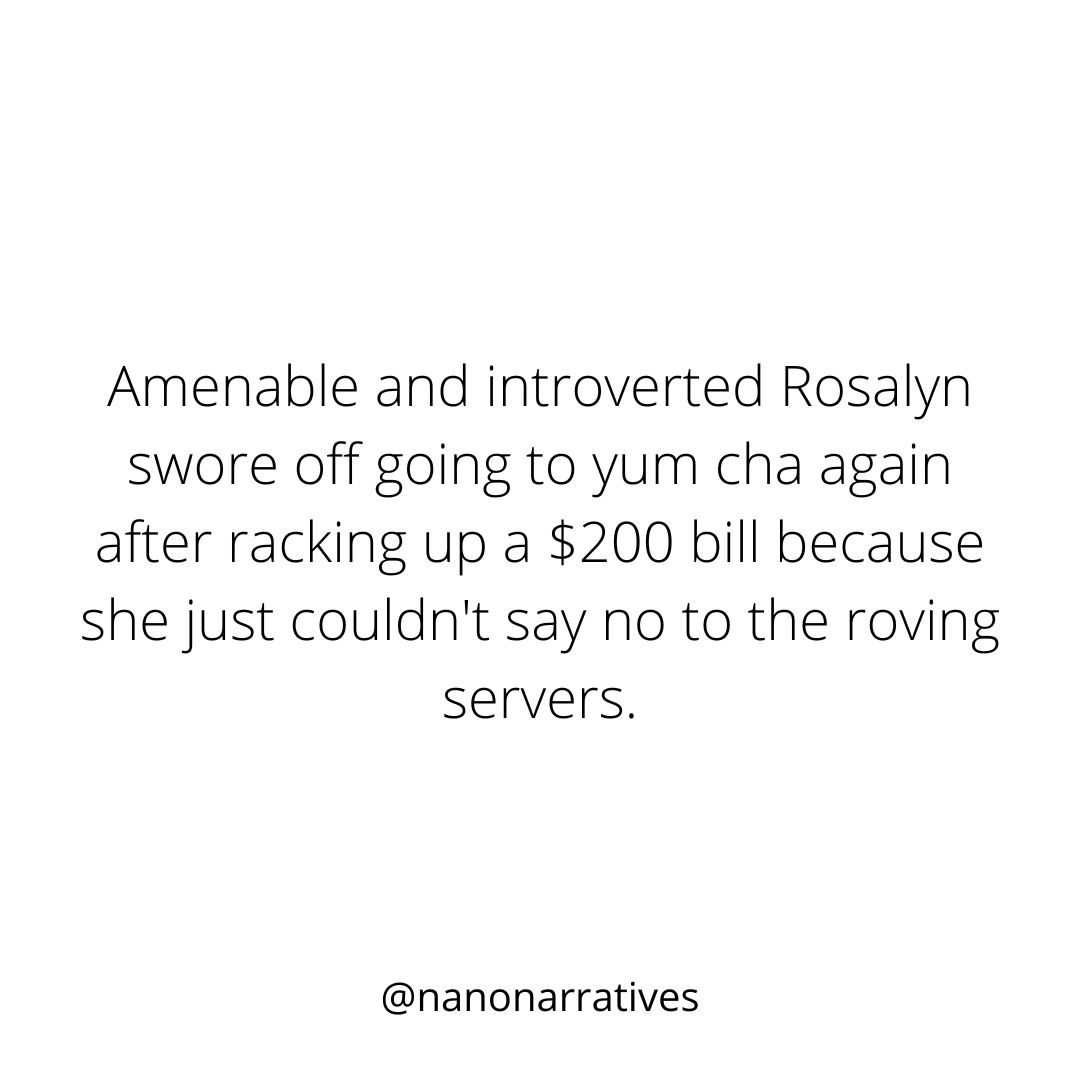 Amenable and introverted Rosalyn
swore off going to yum cha again
after racking up a $200 bill because
she just couldn't say no to the roving
servers.
@nanonarratives